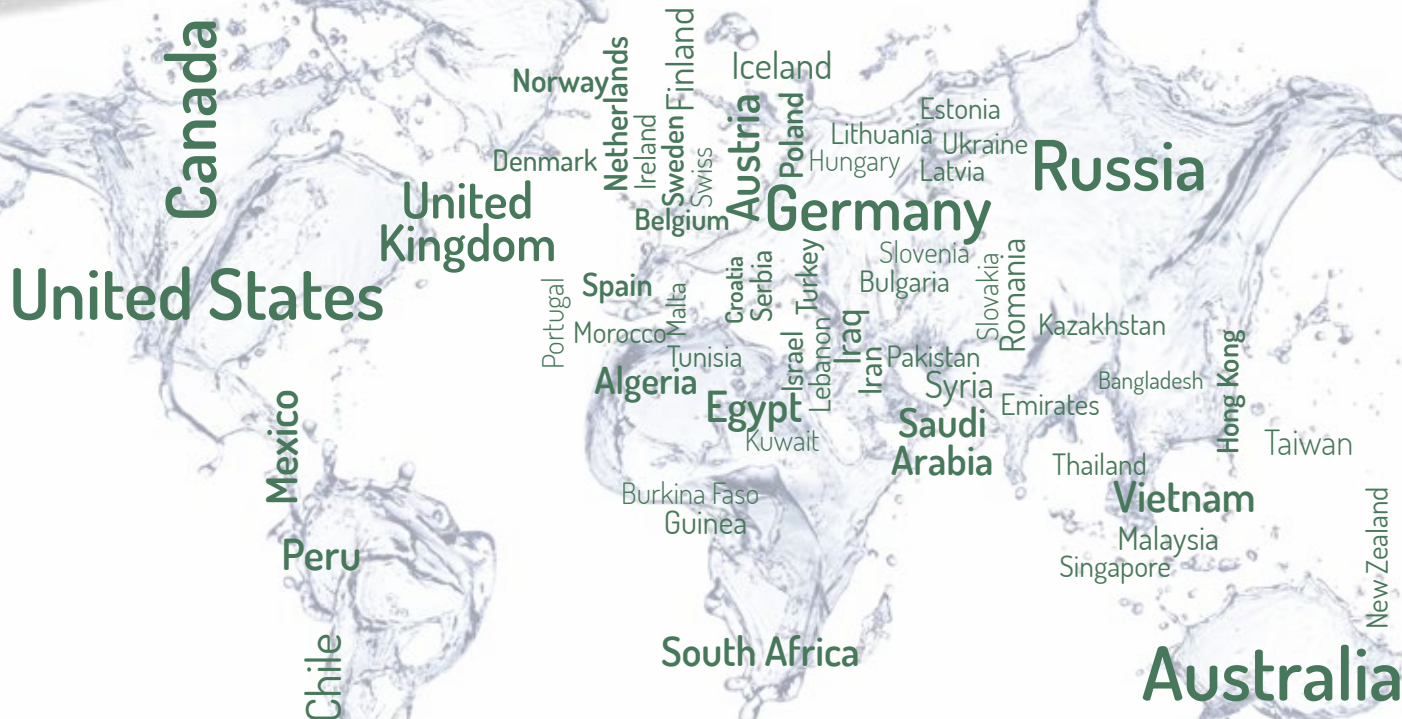 Canada
Norway
Netherlands
Finland
Iceland
Denmark
Ireland
Sweden
Swiss
Austria
Poland
Estonia
Lithuania
Ukraine
Hungary
Latvia
Russia
United
Kingdom
Belgium
Germany
United States
Portugal
Spain
Malta
Morocco
Croatia
Serbia
Turkey
Slovenia
Bulgaria
Slovakia
Romania
Kazakhstan
Tunisia
Israel
Lebanon
Iraq
Iran
Pakistan
Algeria
Syria
Bangladesh
Hong Kong
Mexico
Egypt
Emirates
Saudi
Arabia
Kuwait
Taiwan
Thailand
Burkina Faso
Guinea
Vietnam
Malaysia
Singapore
New Zealand
Peru
Chile
South Africa
Australia